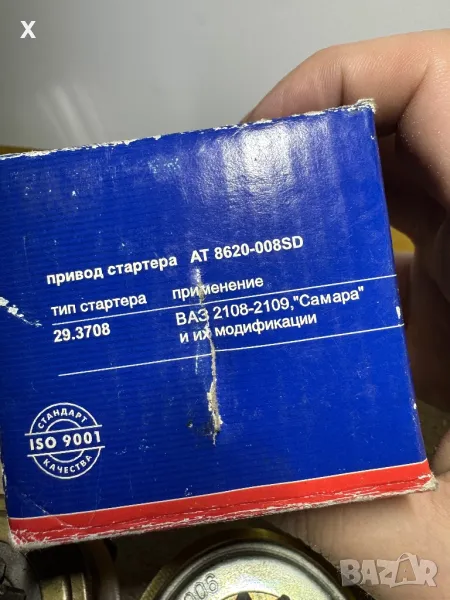 X
привод стартера AT 8620-008SD
тип стартера применение
29.3708 ВАЗ 2108-2109,"Самара"
и их модификации
СТАНДАРТ
ISO 9001
КАЧЕСТВА
BAZAR